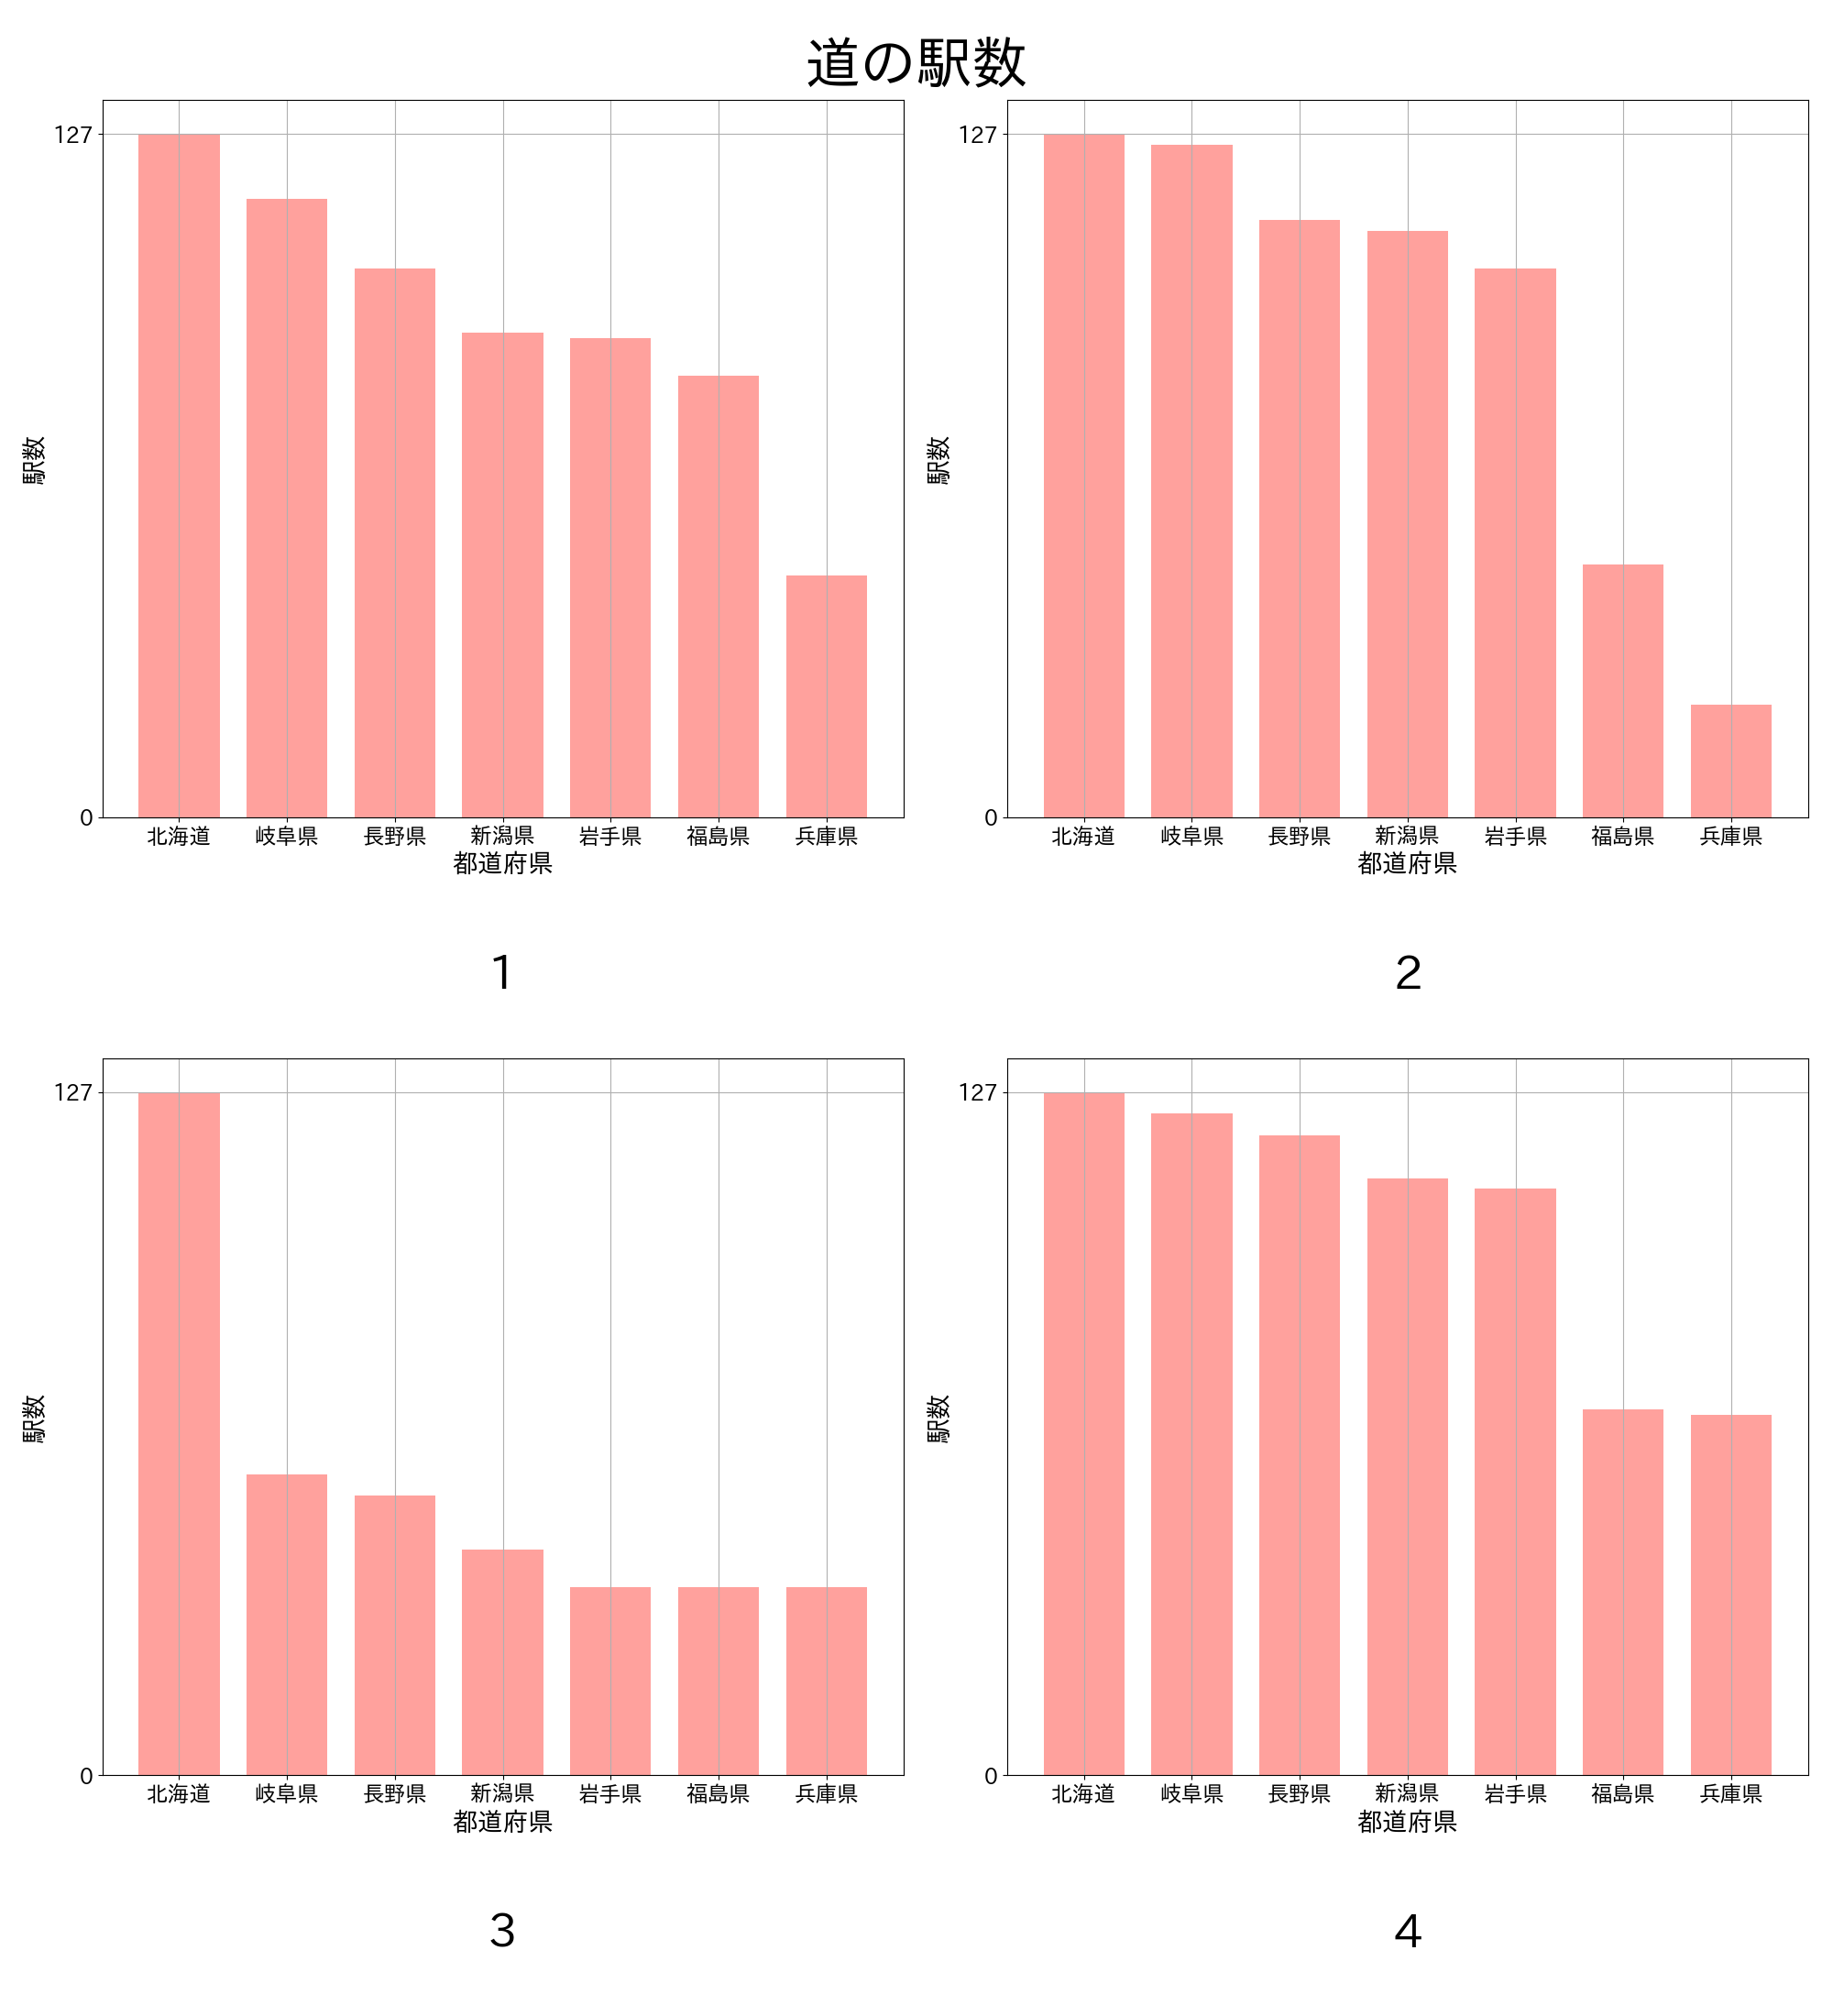 道の駅数
127
0
駅数
北海道 岐阜県 長野県 新潟県 岩手県 福島県 兵庫県
都道府県
1
127
0
駅数
北海道 岐阜県 長野県 新潟県 岩手県 福島県 兵庫県
都道府県
2
127
0
駅数
北海道 岐阜県 長野県 新潟県 岩手県 福島県 兵庫県
都道府県
3
127
0
駅数
北海道 岐阜県 長野県 新潟県 岩手県 福島県 兵庫県
都道府県
4